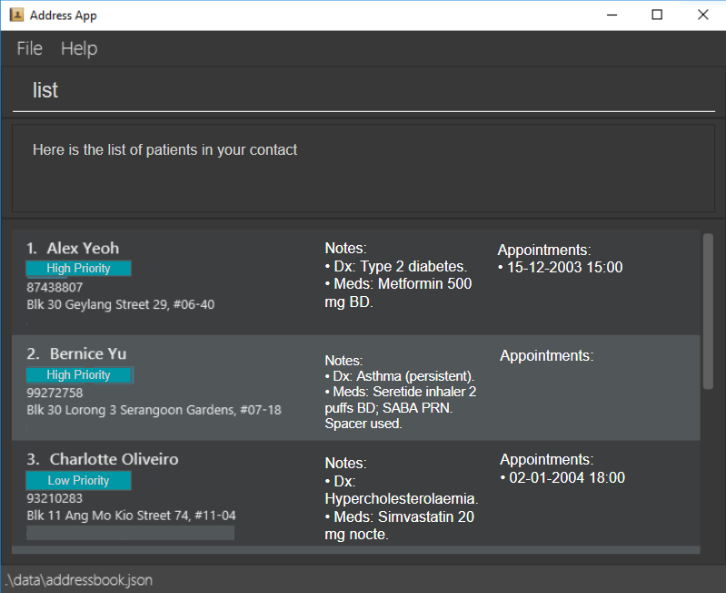 Address App
File Help
list
Here is the list of patients in your contact
1. Alex Yeoh
High Priority
87438807
Blk 30 Geylang Street 29, #06-40
Notes:
• Dx: Type 2 diabetes.
• Meds: Metformin 500
mg BD.
Appointments:
• 15-12-2003 15:00
2. Bernice Yu
High Priority
99272758
Blk 30 Lorong 3 Serangoon Gardens, #07-18
Notes:
• Dx: Asthma (persistent).
• Meds: Seretide inhaler 2
puffs BD; SABA PRN.
Spacer used.
Appointments:
3. Charlotte Oliveiro
Low Priority
93210283
Blk 11 Ang Mo Kio Street 74, #11-04
Notes:
• Dx:
Hypercholesterolaemia.
• Meds: Simvastatin 20
mg nocte.
Appointments:
• 02-01-2004 18:00
.\data\addressbook.json